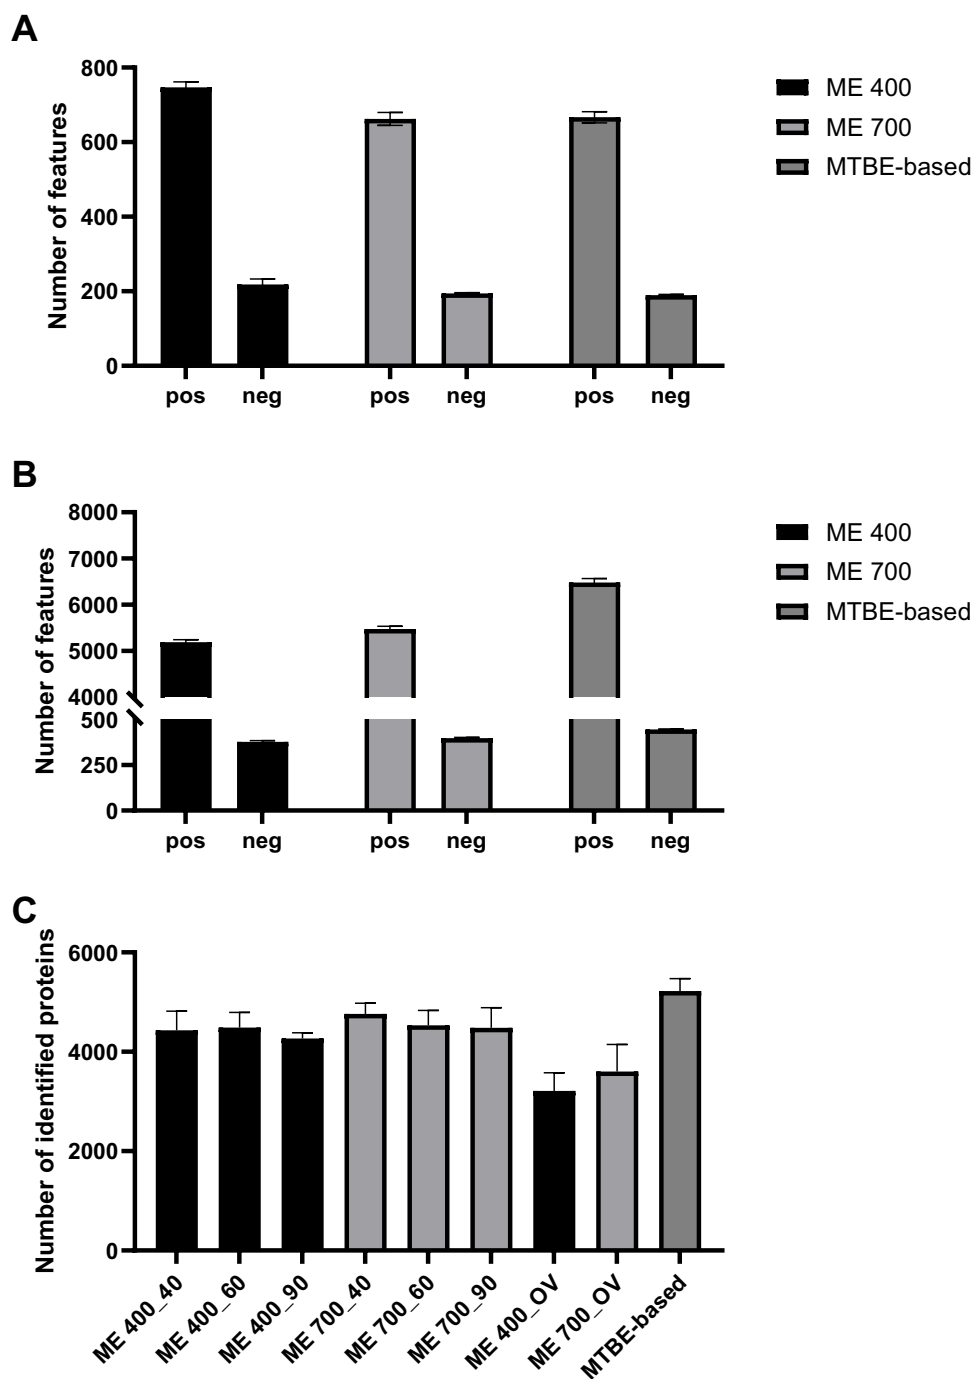 A
Number of features
800
600
400
200
0
pos neg pos neg pos neg
ME 400
ME 700
MTBE-based
B
Number of features
8000
7000
6000
5000
4000
500
250
0
pos neg pos neg pos neg
ME 400
ME 700
MTBE-based
C
Number of identified proteins
6000
4000
2000
0
ME 400_40
ME 400_60
ME 400_90
ME 700_40
ME 700_60
ME 700_90
ME 400_OV
ME 700_OV
MTBE-based